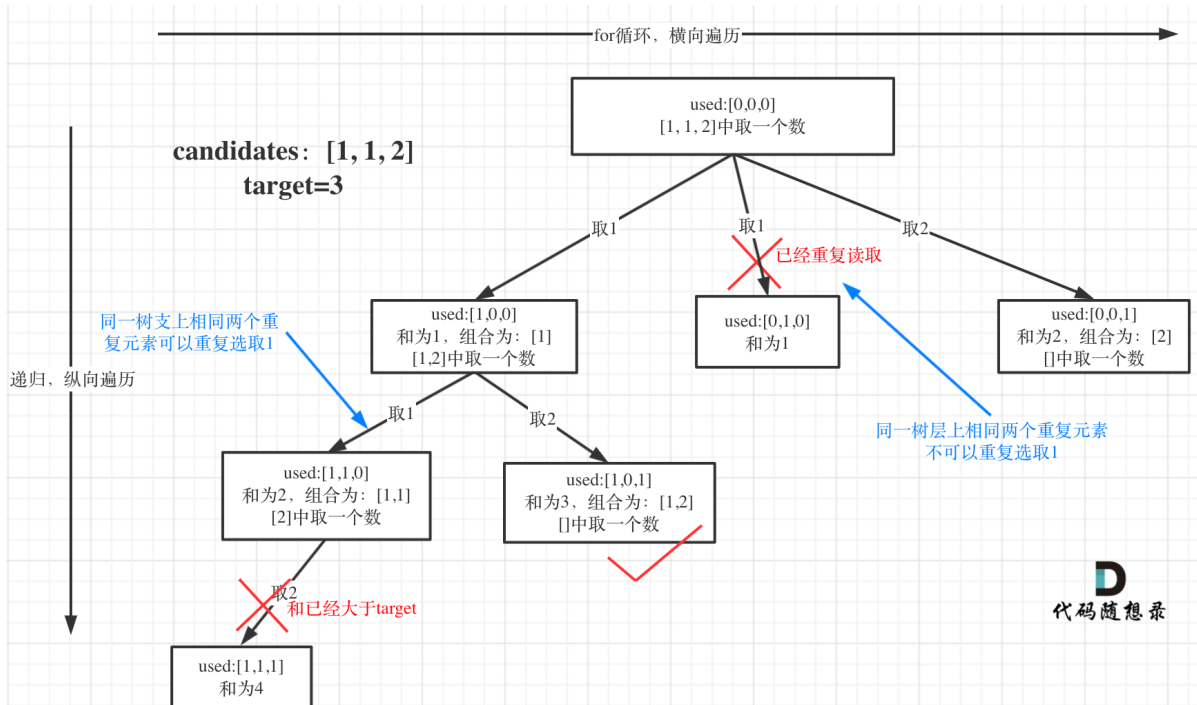 for循环，横向遍历
used:[0,0,0]
[1, 1, 2]中取一个数
candidates：[1, 1, 2]
target=3
取1
取1
取2
已经重复读取
同一树支上相同两个重
复元素可以重复选取1
used:[1,0,0]
和为1，组合为：[1]
[1,2]中取一个数
used:[0,1,0]
和为1
used:[0,0,1]
和为2，组合为：[2]
[]中取一个数
递归，纵向遍历
取1
取2
同一树层上相同两个重复元素
不可以重复选取1
used:[1,1,0]
和为2，组合为：[1,1]
[2]中取一个数
used:[1,0,1]
和为3，组合为：[1,2]
[]中取一个数
取2
和已经大于target
代码随想录
used:[1,1,1]
和为4